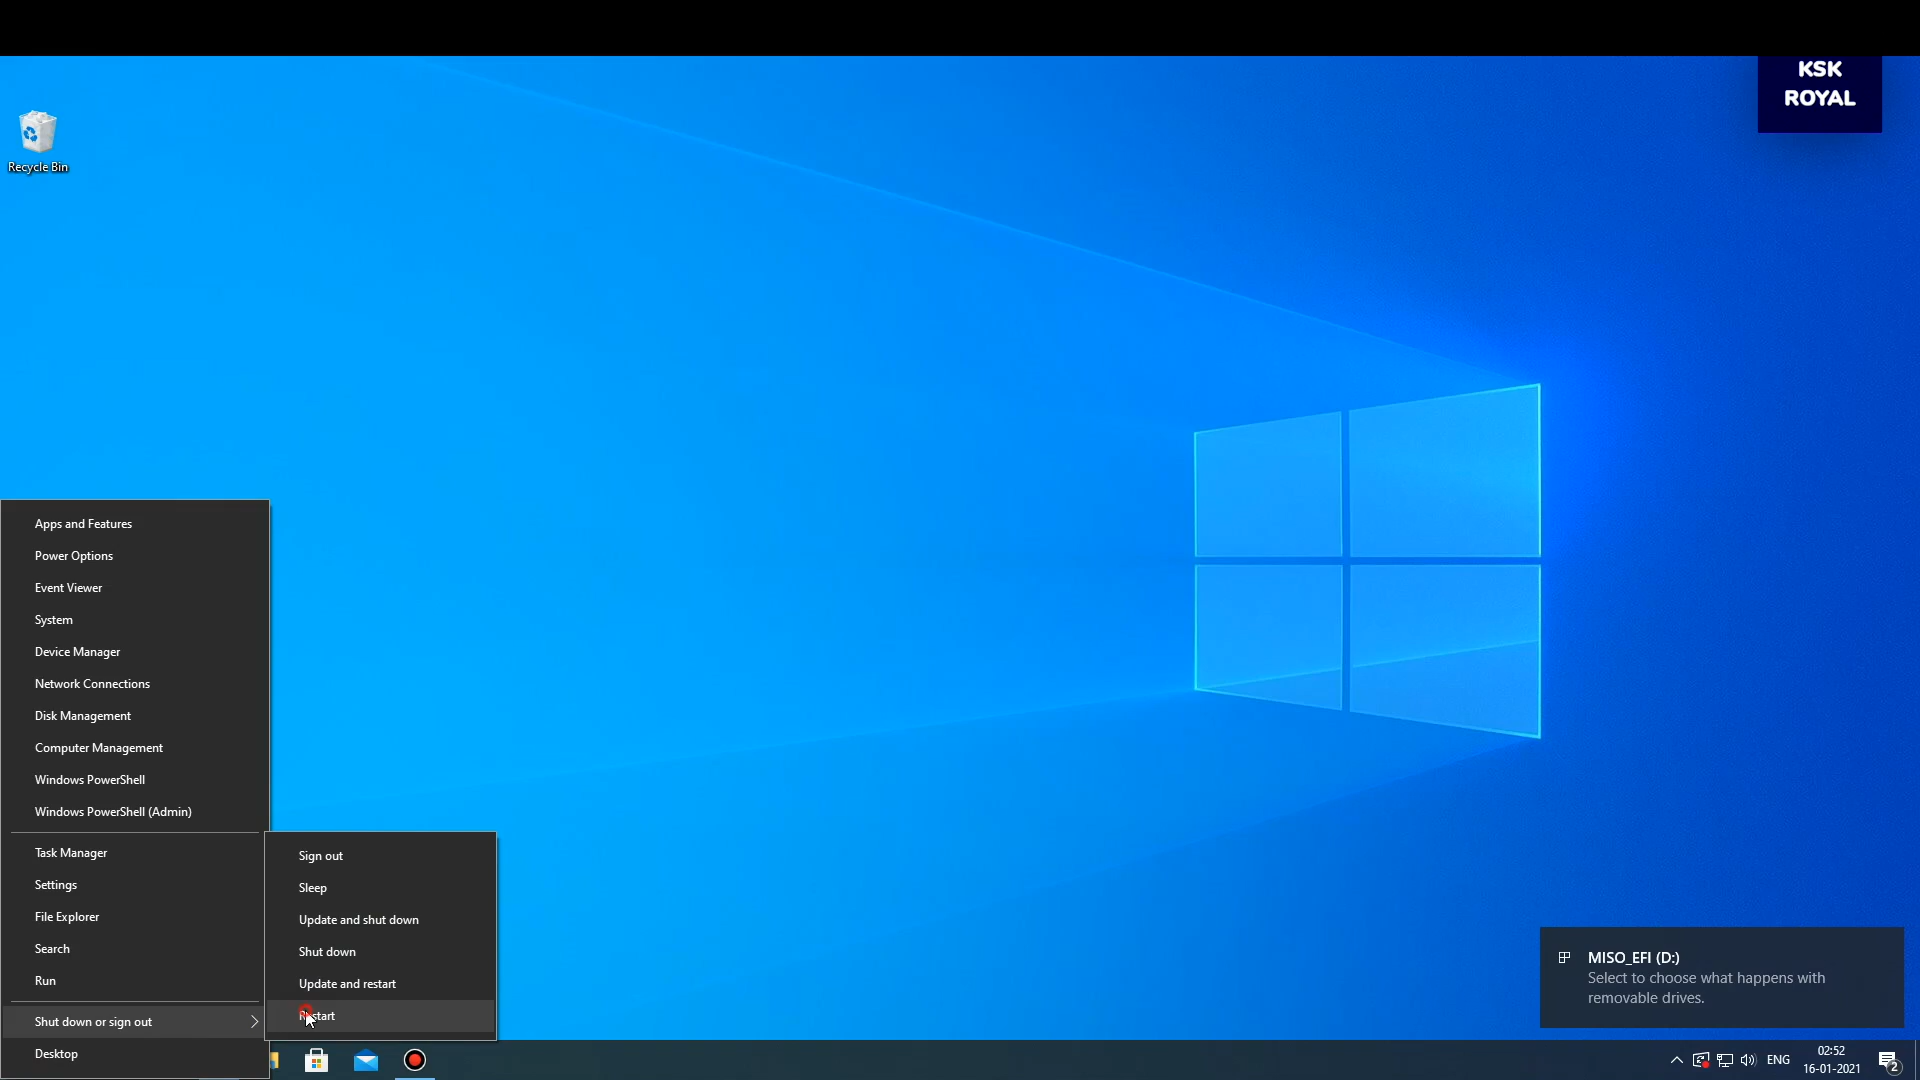 KSK
ROYAL
Recycle Bin
Apps and Features
Power Options
Event Viewer
System
Device Manager
Network Connections
Disk Management
Computer Management
Windows PowerShell
Windows PowerShell (Admin)
Task Manager
Settings
File Explorer
Search
Run
Shut down or sign out
Desktop
Sign out
Sleep
Update and shut down
Shut down
Update and restart
Restart
MISO_EFI (D:)
Select to choose what happens with
removable drives.
ENG
02:52
16-01-2021
2